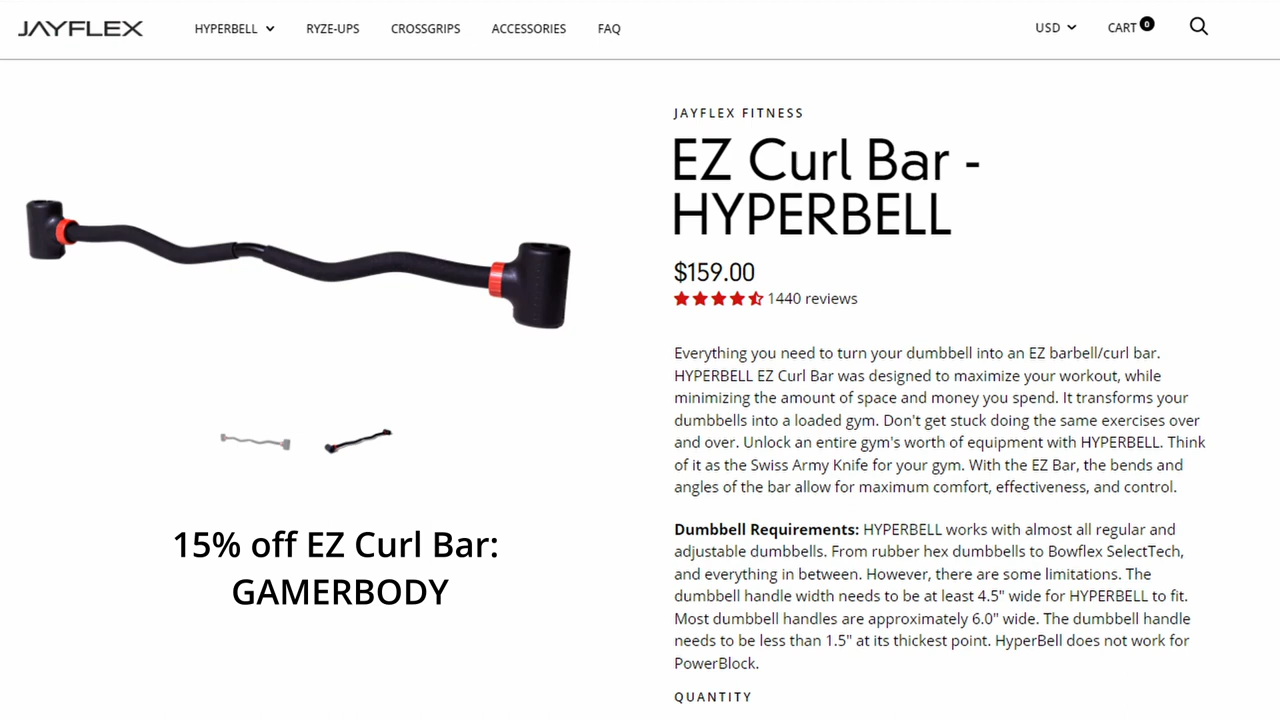 JAYFLEX
HYPERBELL
RYZE-UPS
CROSSGRIPS
ACCESSORIES
FAQ
USD
CART 0
JAYFLEX FITNESS
EZ Curl Bar -
HYPERBELL
$159.00
1440 reviews
Everything you need to turn your dumbbell into an EZ barbell/curl bar.
HYPERBELL EZ Curl Bar was designed to maximize your workout, while
minimizing the amount of space and money you spend. It transforms your
dumbbells into a loaded gym. Don't get stuck doing the same exercises over
and over. Unlock an entire gym's worth of equipment with HYPERBELL. Think
of it as the Swiss Army Knife for your gym. With the EZ Bar, the bends and
angles of the bar allow for maximum comfort, effectiveness, and control.
Dumbbell Requirements: HYPERBELL works with almost all regular and
adjustable dumbbells. From rubber hex dumbbells to Bowflex SelectTech,
and everything in between. However, there are some limitations. The
dumbbell handle width needs to be at least 4.5" wide for HYPERBELL to fit.
Most dumbbell handles are approximately 6.0" wide. The dumbbell handle
needs to be less than 1.5" at its thickest point. HyperBell does not work for
PowerBlock.
QUANTITY
15% off EZ Curl Bar:
GAMERBODY